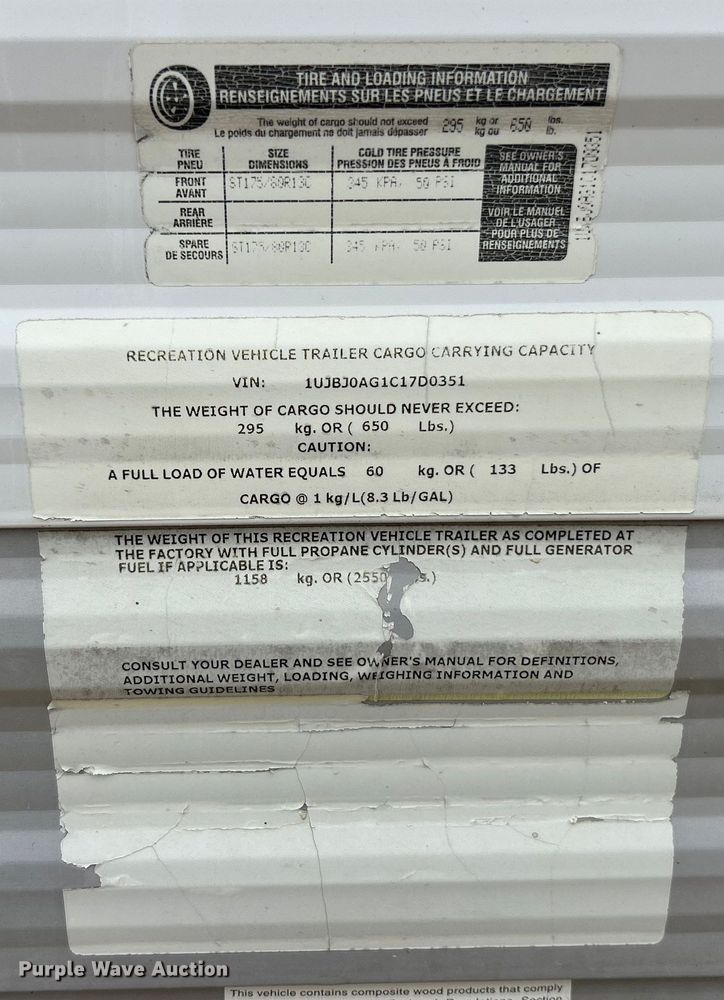 TIRE AND LOADING INFORMATION
RENSEIGNEMENTS SUR LES PNEUS ET LE CHARGEMENT
The weight of cargo should not exceed 295 kg or 650 lbs.
Le poids du chargement ne doit jamais dépasser kg ou lb.
TIRE PNEU SIZE DIMENSIONS COLD TIRE PRESSURE PRESSION DES PNEUS À FROID
FRONT AVANT ST175/80R13C 345 KPA, 50 PSI
REAR ARRIÈRE
SPARE DE SECOURS ST175/80R13C 345 KPA, 50 PSI
SEE OWNER'S
MANUAL FOR
ADDITIONAL
INFORMATION
VOIR LE MANUEL
DE L'USAGER
POUR PLUS DE
RENSEIGNEMENTS
1UJBJ0AG1C17D0351
RECREATION VEHICLE TRAILER CARGO CARRYING CAPACITY
VIN: 1UJBJ0AG1C17D0351
THE WEIGHT OF CARGO SHOULD NEVER EXCEED:
295 kg. OR ( 650 Lbs.)
CAUTION:
A FULL LOAD OF WATER EQUALS 60 kg. OR ( 133 Lbs.) OF
CARGO @ 1 kg/L(8.3 Lb/GAL)
THE WEIGHT OF THIS RECREATION VEHICLE TRAILER AS COMPLETED AT
THE FACTORY WITH FULL PROPANE CYLINDER(S) AND FULL GENERATOR
FUEL IF APPLICABLE IS:
1158 kg. OR (2550 s.)
CONSULT YOUR DEALER AND SEE OWNER'S MANUAL FOR DEFINITIONS,
ADDITIONAL WEIGHT, LOADING, WEIGHING INFORMATION AND
TOWING GUIDELINES
Purple Wave Auction
This vehicle contains composite wood products that comply